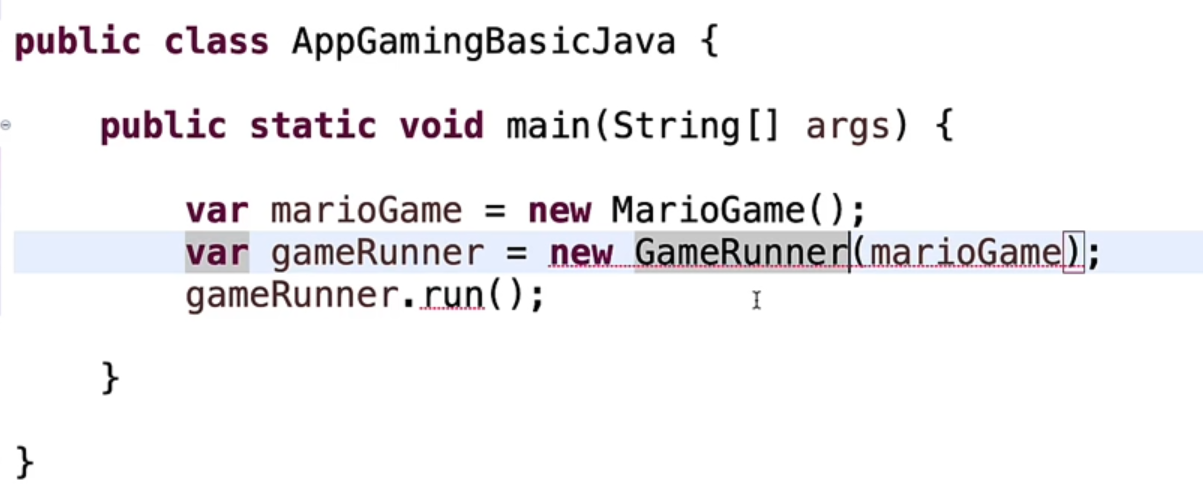 public class AppGamingBasicJava {
public static void main(String[] args) {
var marioGame = new MarioGame();
var gameRunner = new GameRunner(marioGame);
gameRunner.run();
}
}